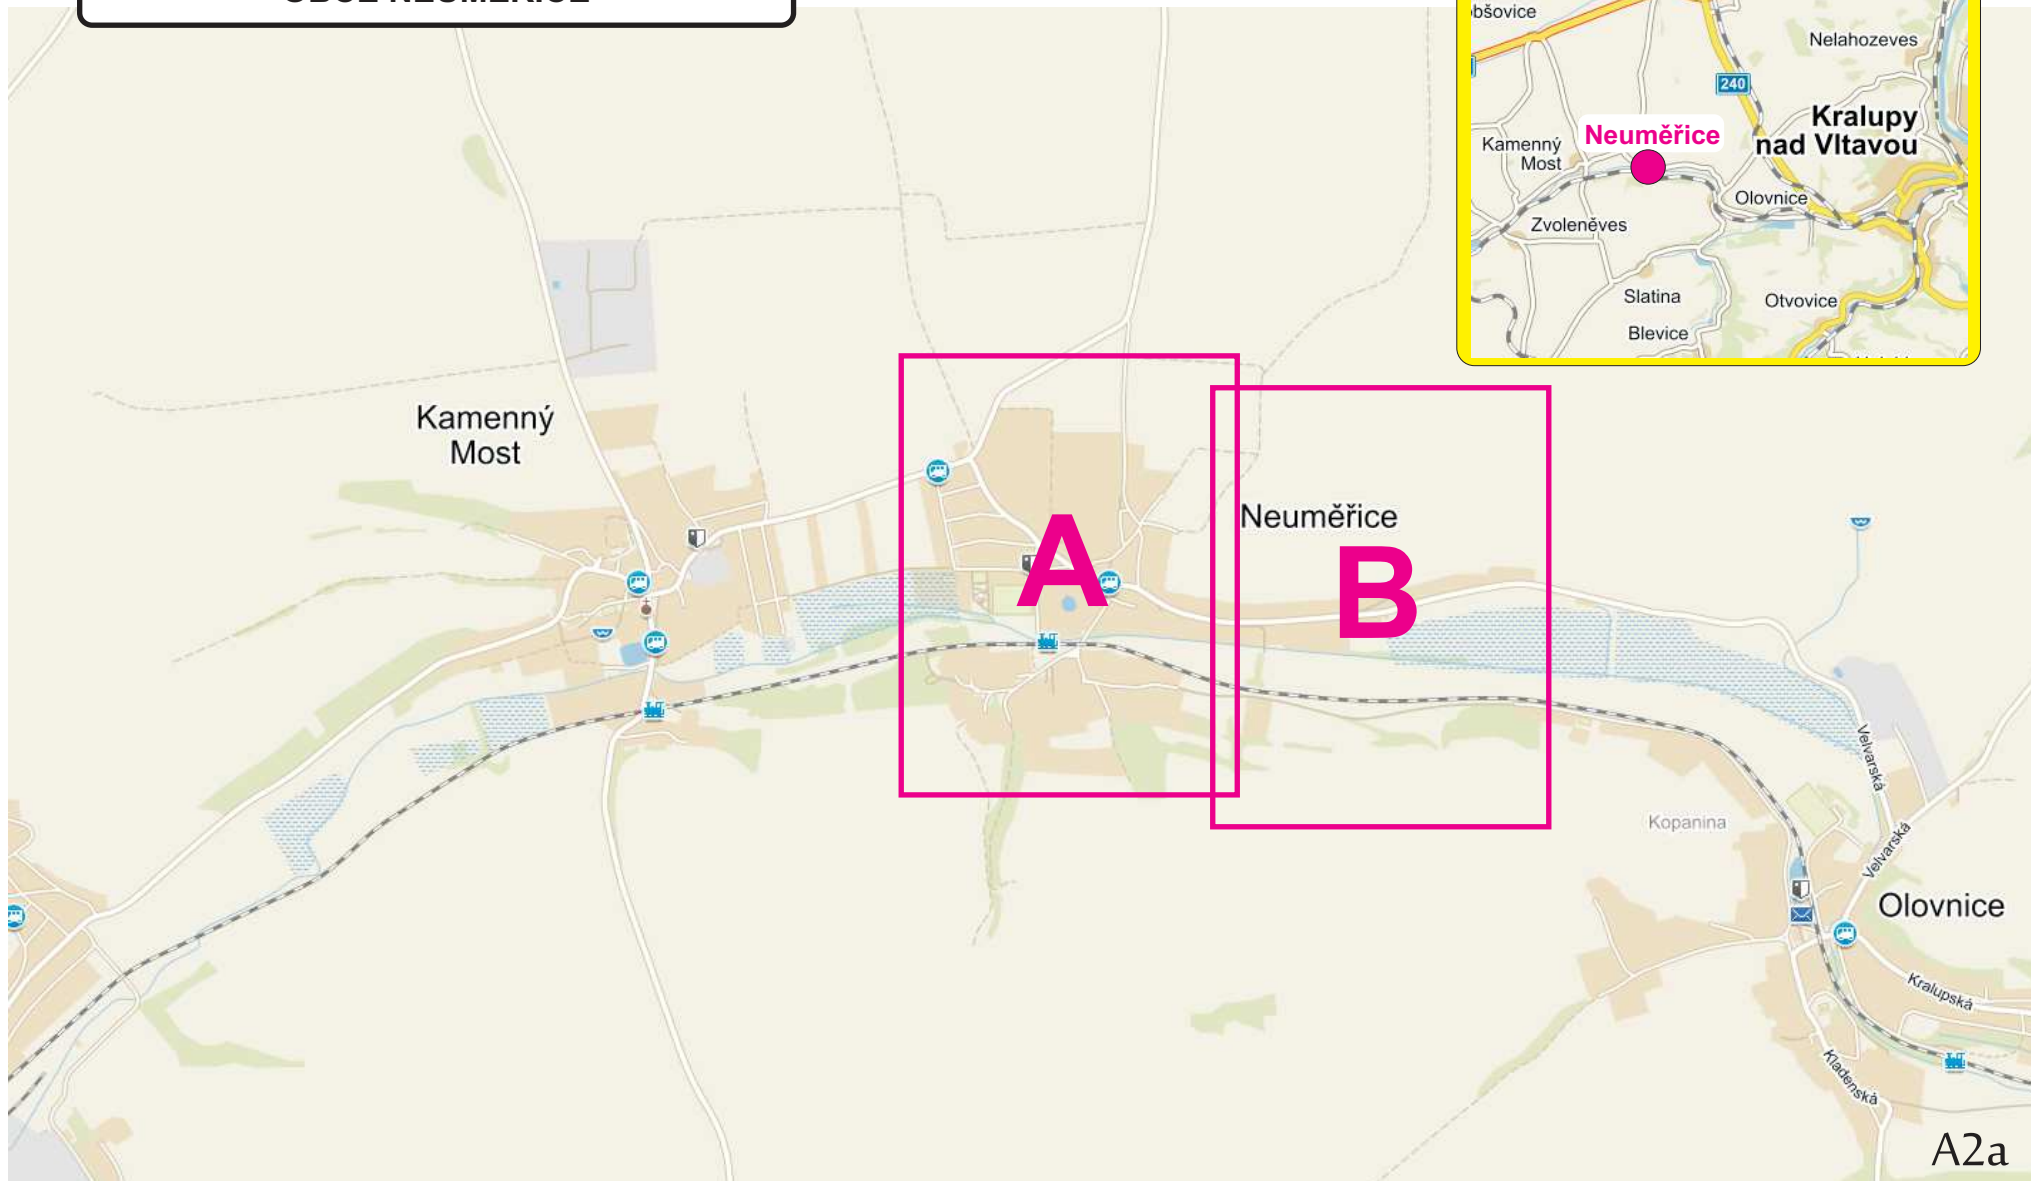 240
Nelahozeves
Kralupy
nad Vltavou
Neuměřice
Kamenný
Most
Olovnice
Zvoleněves
Slatina
Otvovice
Blevice
Kamenný
Most
Neuměřice
A
B
Velvarská
Kopanina
Velvarská
Olovnice
Kralupská
Kladenská
A2a